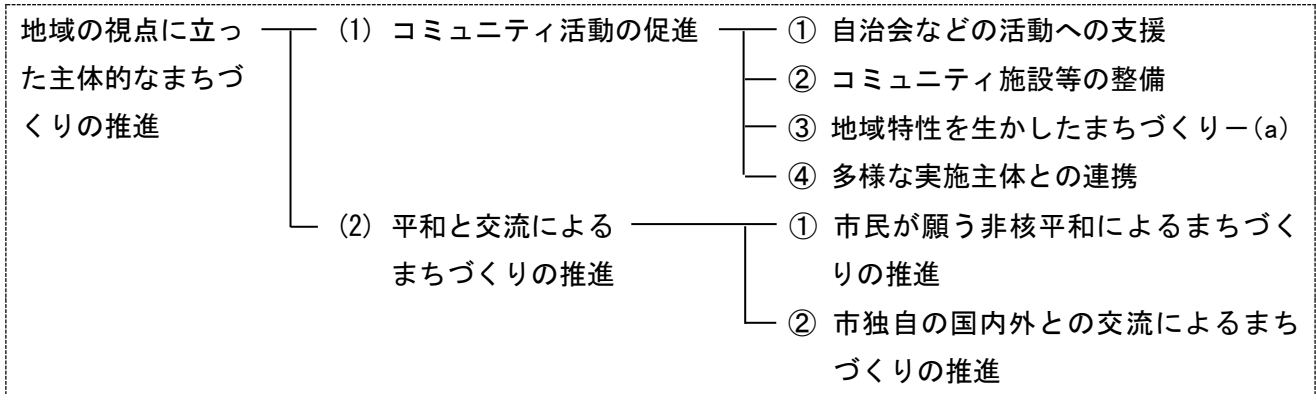 地域の視点に立っ
た主体的なまちづ
くりの推進
(1) コミュニティ活動の促進
① 自治会などの活動への支援
② コミュニティ施設等の整備
③ 地域特性を生かしたまちづくり－(a)
④ 多様な実施主体との連携
(2) 平和と交流による
まちづくりの推進
① 市民が願う非核平和によるまちづく
りの推進
② 市独自の国内外との交流によるまち
づくりの推進